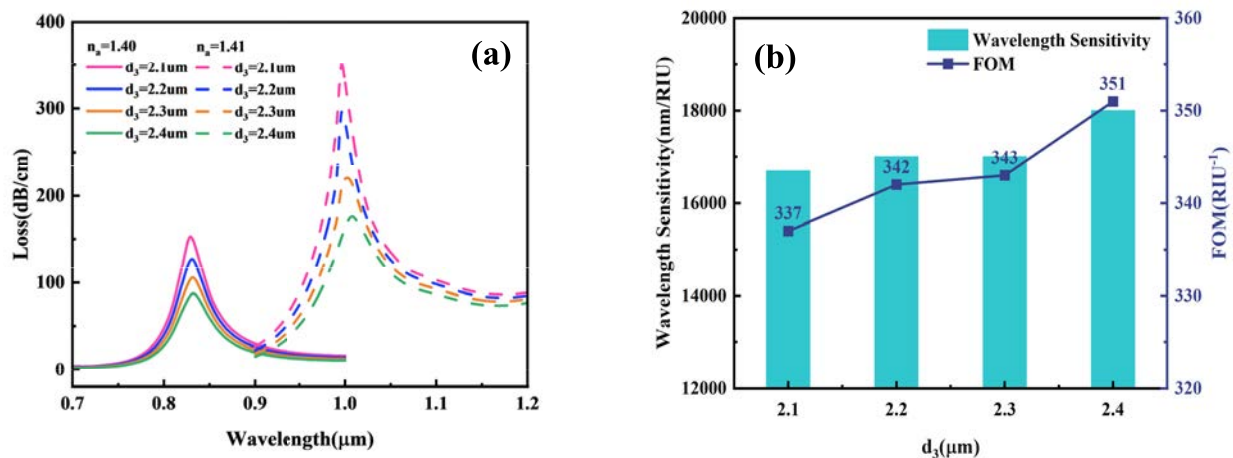 400
300
200
100
0
Loss(dB/cm)
nₐ=1.40 nₐ=1.41
d₃=2.1um d₃=2.1um
d₃=2.2um d₃=2.2um
d₃=2.3um d₃=2.3um
d₃=2.4um d₃=2.4um
(a)
0.7 0.8 0.9 1.0 1.1 1.2
Wavelength(μm)
20000
18000
16000
14000
12000
Wavelength Sensitivity(nm/RIU)
(b)
Wavelength Sensitivity
FOM
337
342
343
351
360
350
340
330
320
FOM(RIU⁻¹)
2.1 2.2 2.3 2.4
d₃(μm)